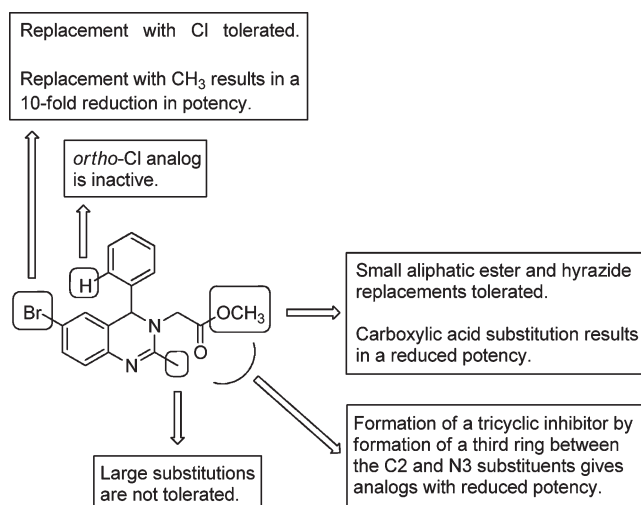 Replacement with Cl tolerated.
Replacement with CH₃ results in a
10-fold reduction in potency.
ortho-Cl analog
is inactive.
H
Br
N
OCH₃
O
N
Small aliphatic ester and hyrazide
replacements tolerated.
Carboxylic acid substitution results
in a reduced potency.
Large substitutions
are not tolerated.
Formation of a tricyclic inhibitor by
formation of a third ring between
the C2 and N3 substituents gives
analogs with reduced potency.